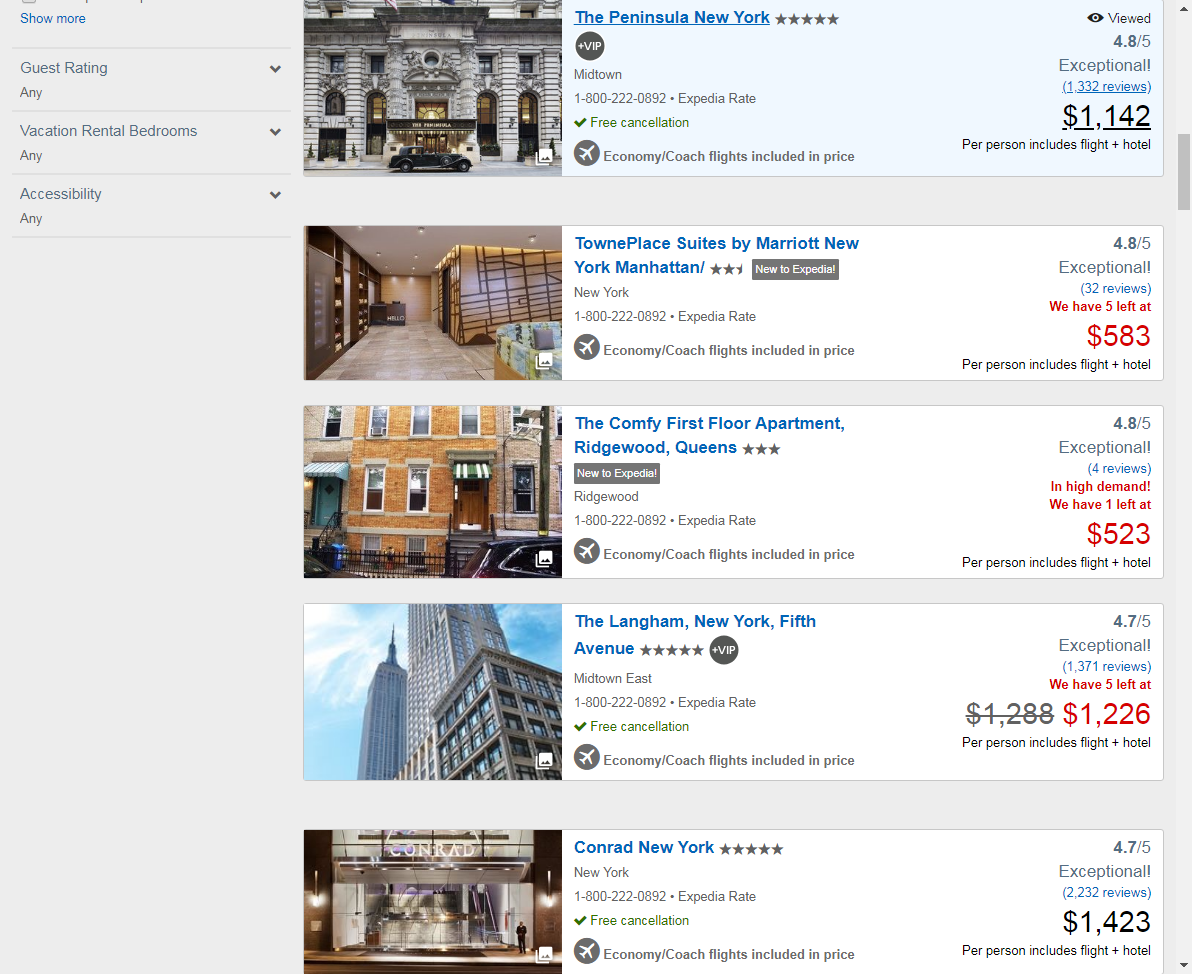 Show more
Guest Rating
Any
Vacation Rental Bedrooms
Any
Accessibility
Any
THE PENINSULA
The Peninsula New York
+VIP
Midtown
1-800-222-0892 • Expedia Rate
Free cancellation
Economy/Coach flights included in price
Viewed
4.8/5
Exceptional!
(1,332 reviews)
$1,142
Per person includes flight + hotel
HELLO
TownePlace Suites by Marriott New
York Manhattan/
New to Expedia!
New York
1-800-222-0892 • Expedia Rate
Economy/Coach flights included in price
4.8/5
Exceptional!
(32 reviews)
We have 5 left at
$583
Per person includes flight + hotel
The Comfy First Floor Apartment,
Ridgewood, Queens
New to Expedia!
Ridgewood
1-800-222-0892 • Expedia Rate
Economy/Coach flights included in price
4.8/5
Exceptional!
(4 reviews)
In high demand!
We have 1 left at
$523
Per person includes flight + hotel
The Langham, New York, Fifth
Avenue +VIP
Midtown East
1-800-222-0892 • Expedia Rate
Free cancellation
Economy/Coach flights included in price
4.7/5
Exceptional!
(1,371 reviews)
We have 5 left at
$1,288 $1,226
Per person includes flight + hotel
CONRAD
Conrad New York
New York
1-800-222-0892 • Expedia Rate
Free cancellation
Economy/Coach flights included in price
4.7/5
Exceptional!
(2,232 reviews)
$1,423
Per person includes flight + hotel